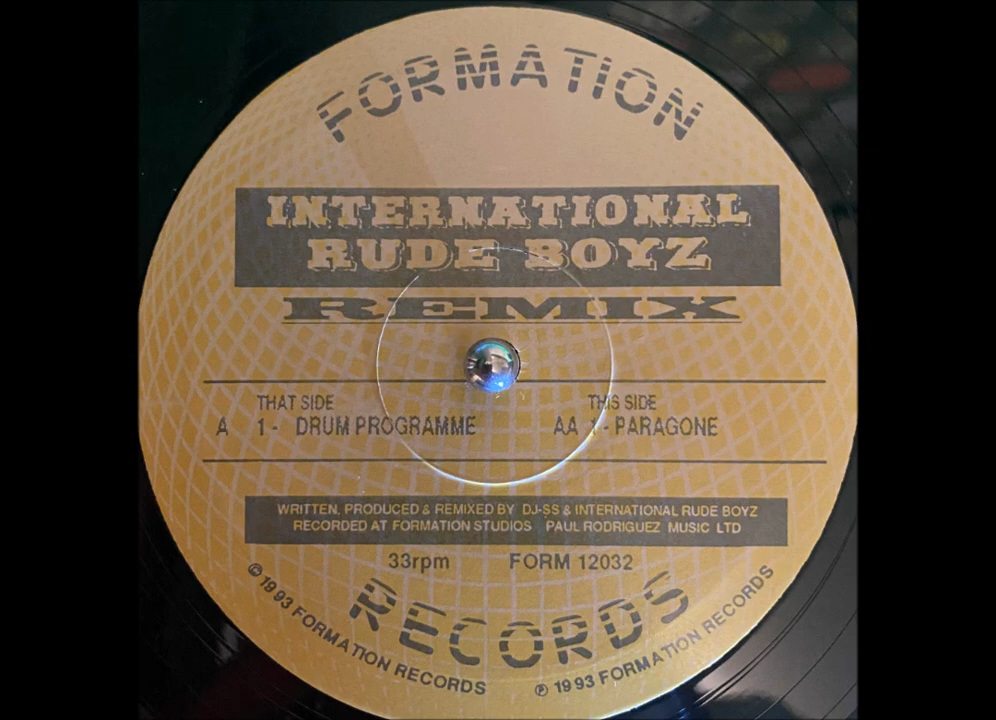 FORMATION
INTERNATIONAL
RUDE BOYZ
REMIX
THAT SIDE THIS SIDE
A 1 - DRUM PROGRAMME AA 1 - PARAGONE
WRITTEN, PRODUCED & REMIXED BY DJ-SS & INTERNATIONAL RUDE BOYZ
RECORDED AT FORMATION STUDIOS PAUL RODRIGUEZ MUSIC LTD
33rpm FORM 12032
RECORDS
© 1993 FORMATION RECORDS ℗ 1993 FORMATION RECORDS